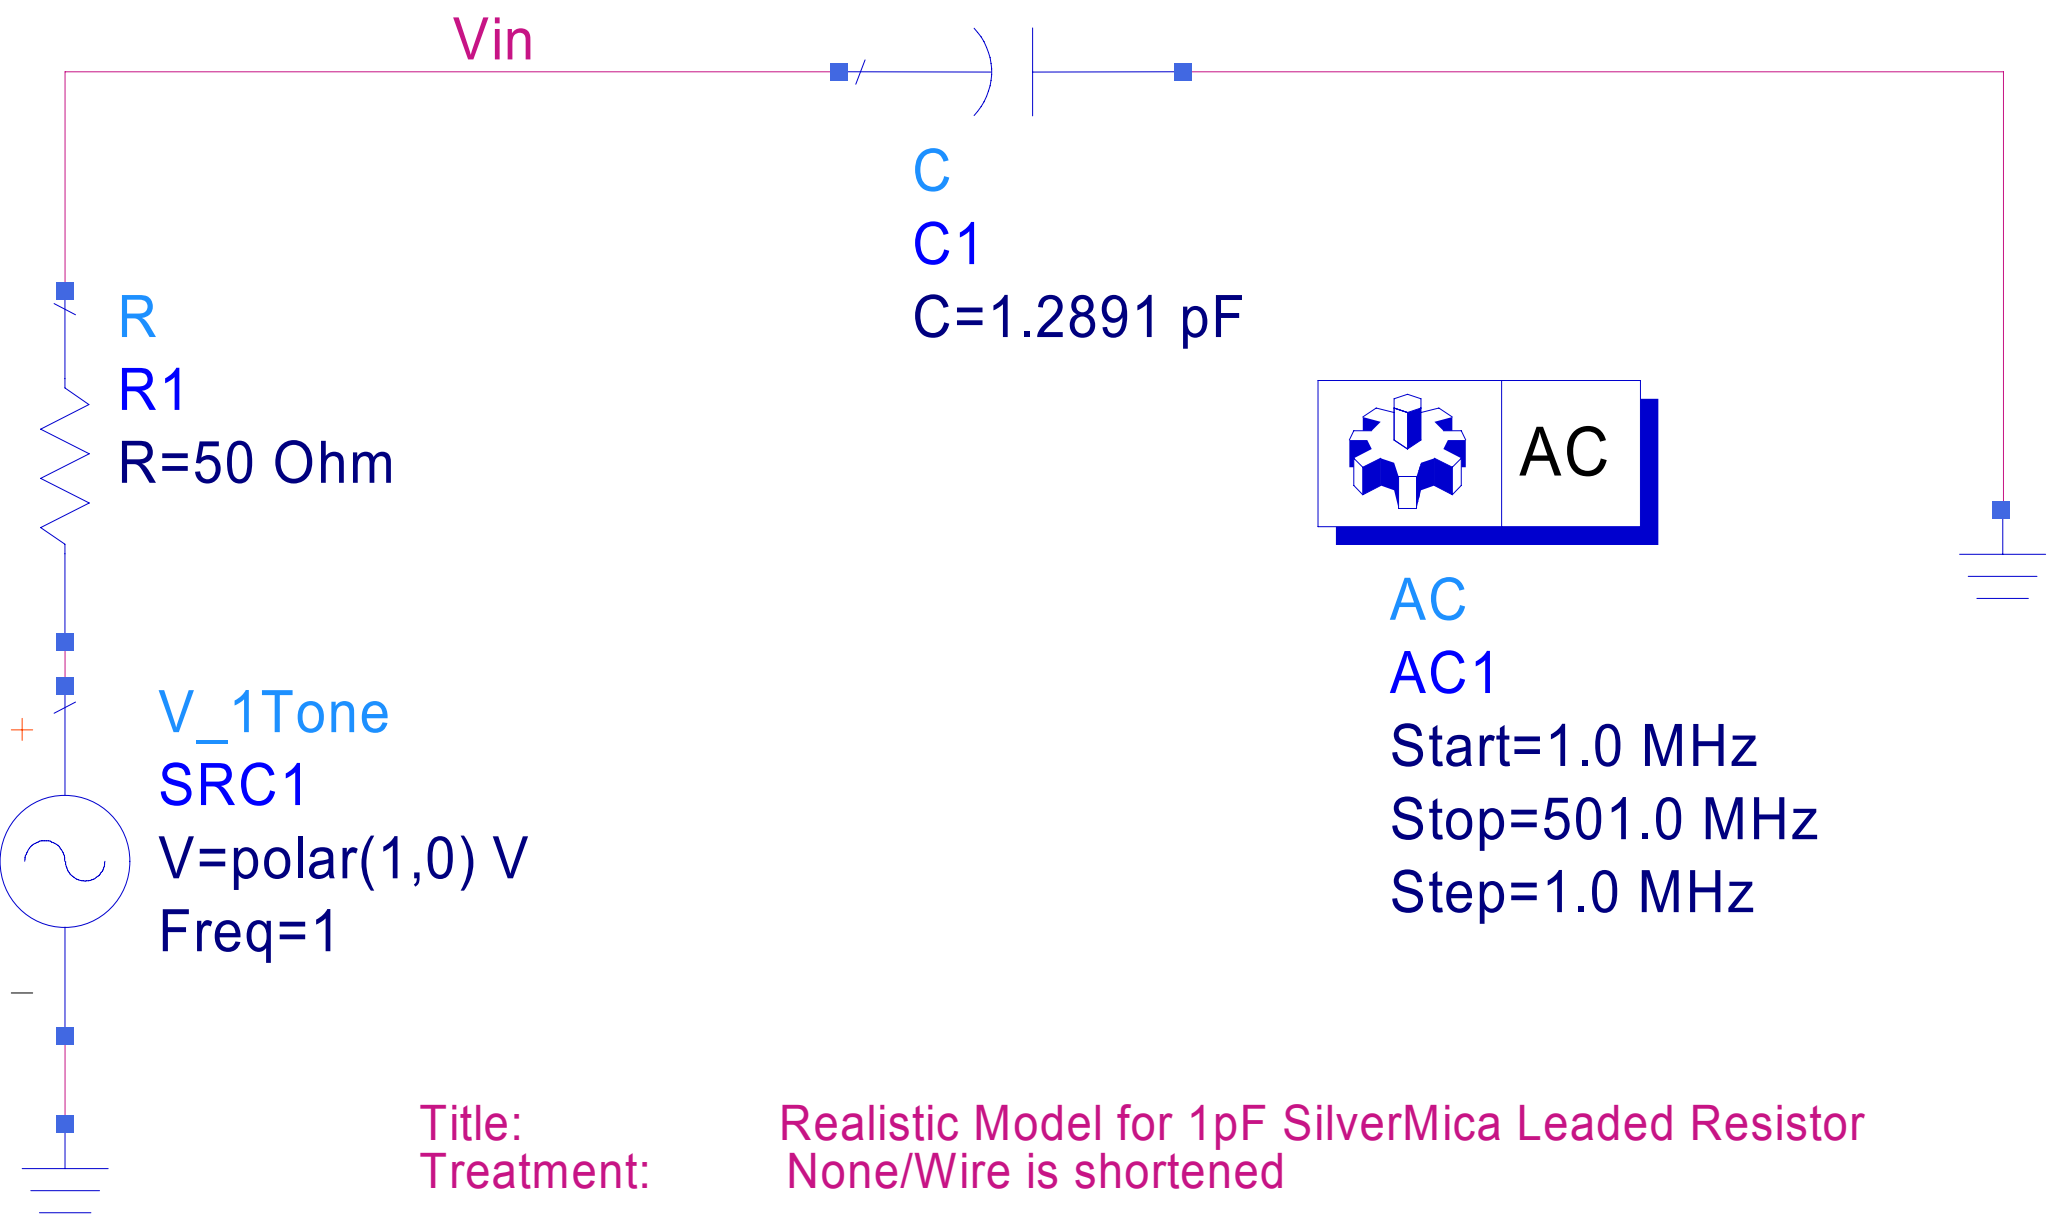 Vin
C
C1
C=1.2891 pF
R
R1
R=50 Ohm
AC
AC
AC1
Start=1.0 MHz
Stop=501.0 MHz
Step=1.0 MHz
+
V_1Tone
SRC1
V=polar(1,0) V
Freq=1
–
Title: Realistic Model for 1pF SilverMica Leaded Resistor
Treatment: None/Wire is shortened